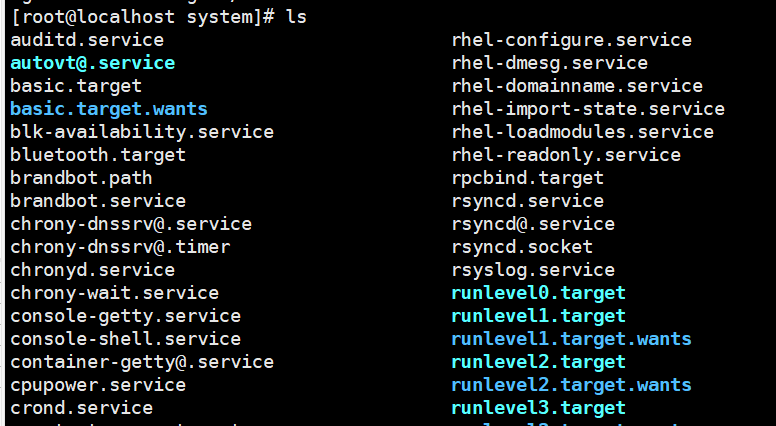 [root@localhost system]# ls
auditd.service rhel-configure.service
autovt@.service rhel-dmesg.service
basic.target rhel-domainname.service
basic.target.wants rhel-import-state.service
blk-availability.service rhel-loadmodules.service
bluetooth.target rhel-readonly.service
brandbot.path rpcbind.target
brandbot.service rsyncd.service
chrony-dnssrv@.service rsyncd@.service
chrony-dnssrv@.timer rsyncd.socket
chronyd.service rsyslog.service
chrony-wait.service runlevel0.target
console-getty.service runlevel1.target
console-shell.service runlevel1.target.wants
container-getty@.service runlevel2.target
cpupower.service runlevel2.target.wants
crond.service runlevel3.target